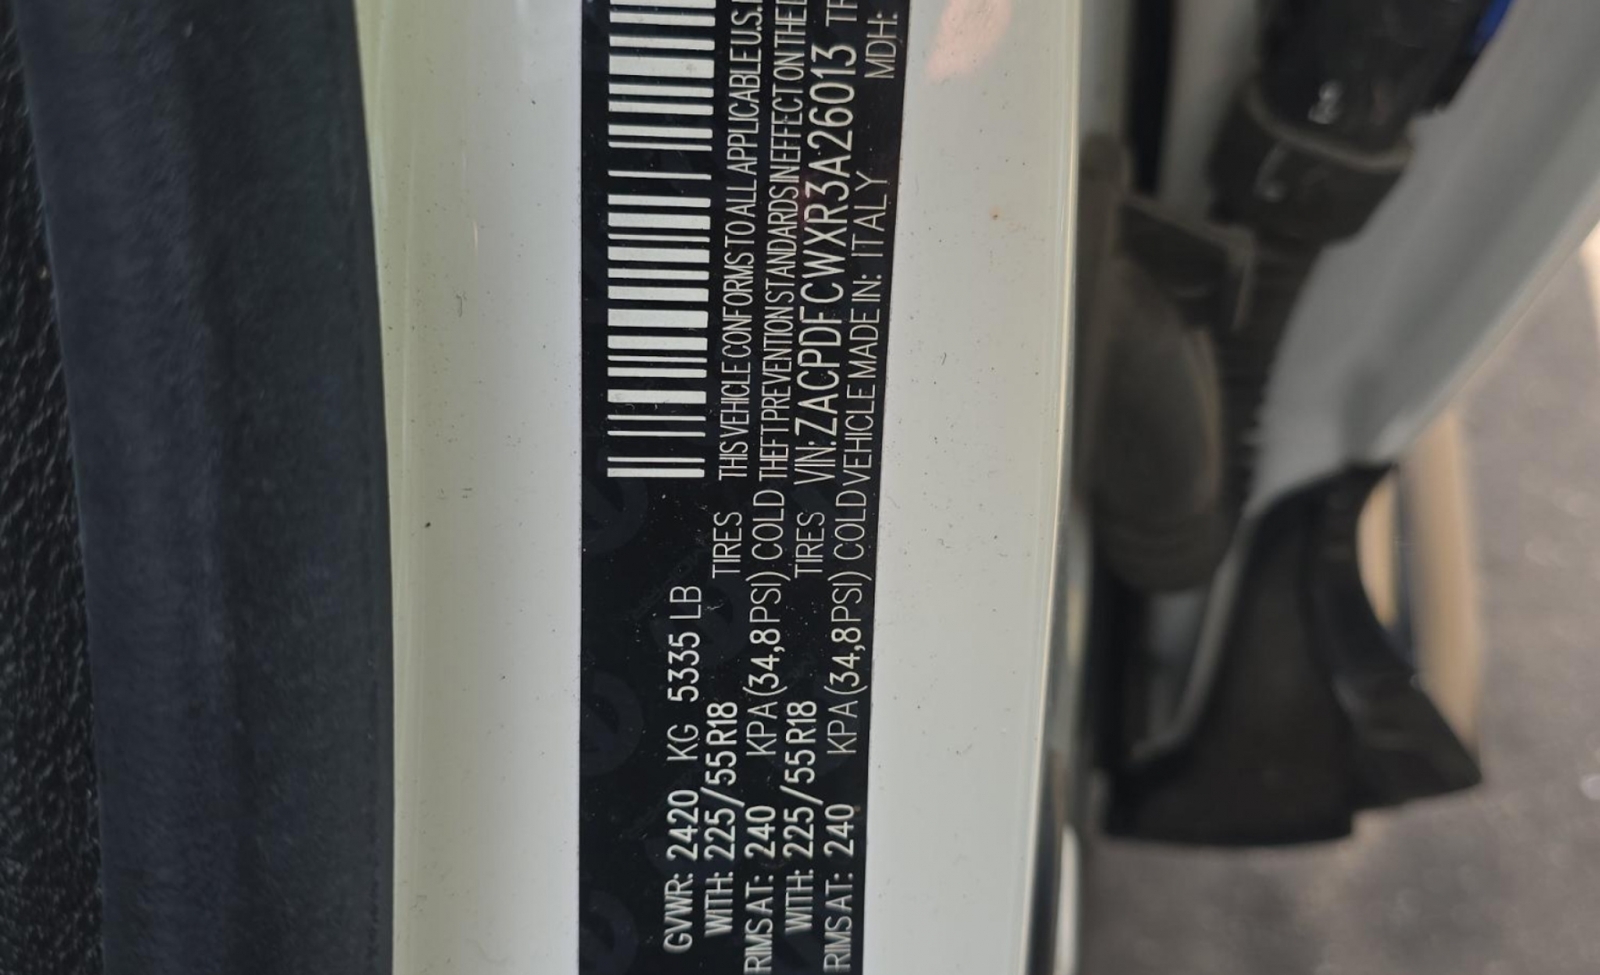 GVWR: 2420 KG 5335 LB
WITH: 225/55R18 TIRES THIS VEHICLE CONFORMS TO ALL APPLICABLE U.S.
RIMS AT: 240 KPA (34,8PSI) COLD THEFT PREVENTION STANDARDS IN EFFECT ON THE
WITH: 225/55R18 TIRES VIN: ZACPDFCWXR3A26013
RIMS AT: 240 KPA (34,8PSI) COLD VEHICLE MADE IN: ITALY MDH: